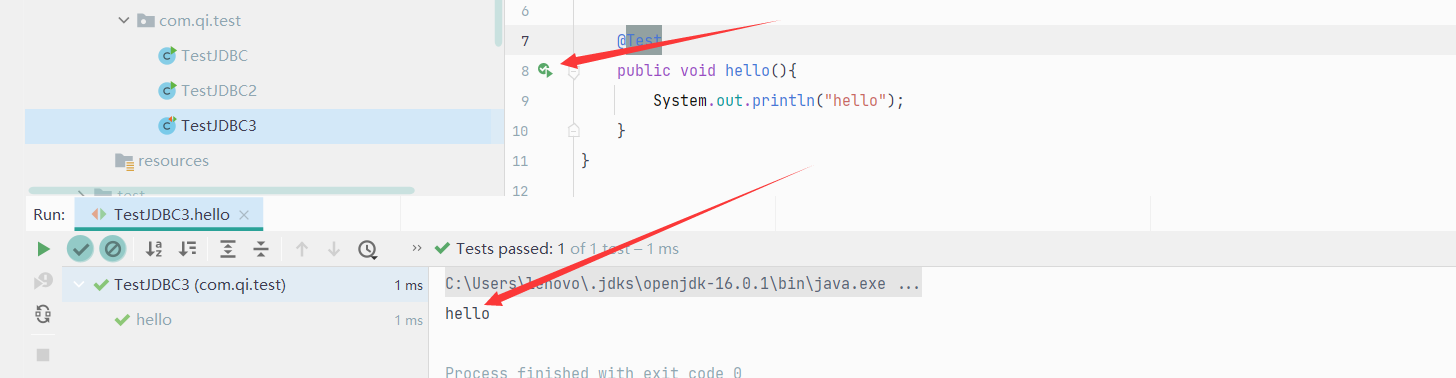 com.qi.test
TestJDBC
TestJDBC2
TestJDBC3
resources
test
6
7 @Test
8 public void hello(){
9 System.out.println("hello");
10 }
11 }
12
Run: TestJDBC3.hello
Tests passed: 1 of 1 test – 1 ms
TestJDBC3 (com.qi.test) 1 ms
hello 1 ms
C:\Users\lenovo\.jdks\openjdk-16.0.1\bin\java.exe ...
hello
Process finished with exit code 0